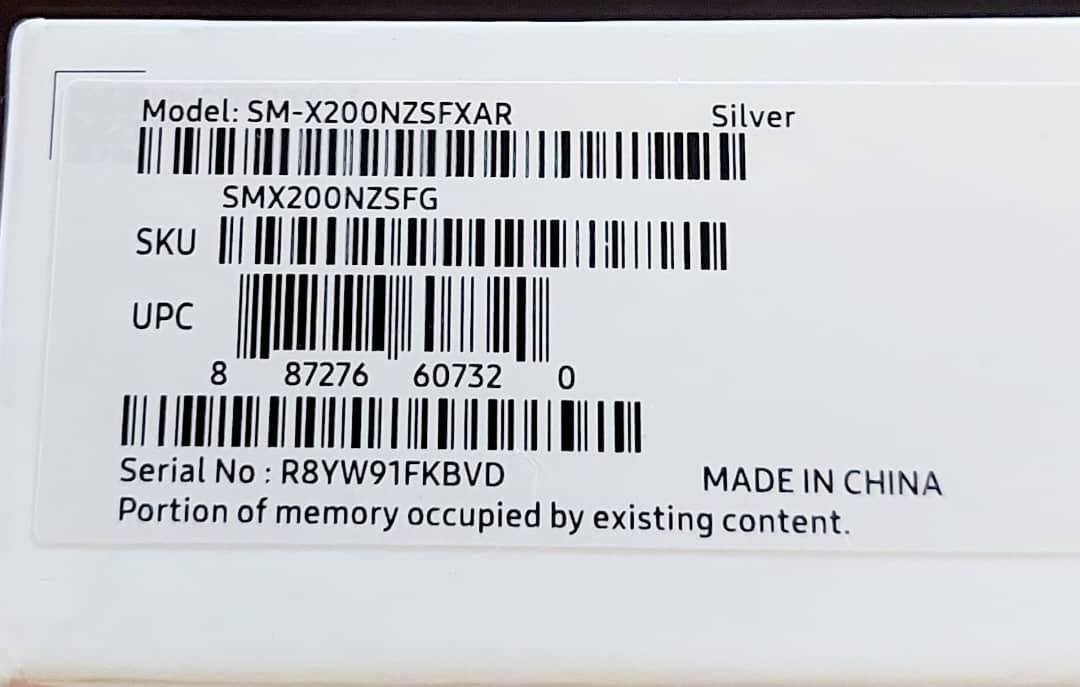 Model: SM-X200NZSFXAR Silver
SMX200NZSFG
SKU
UPC
8 87276 60732 0
Serial No : R8YW91FKBVD MADE IN CHINA
Portion of memory occupied by existing content.